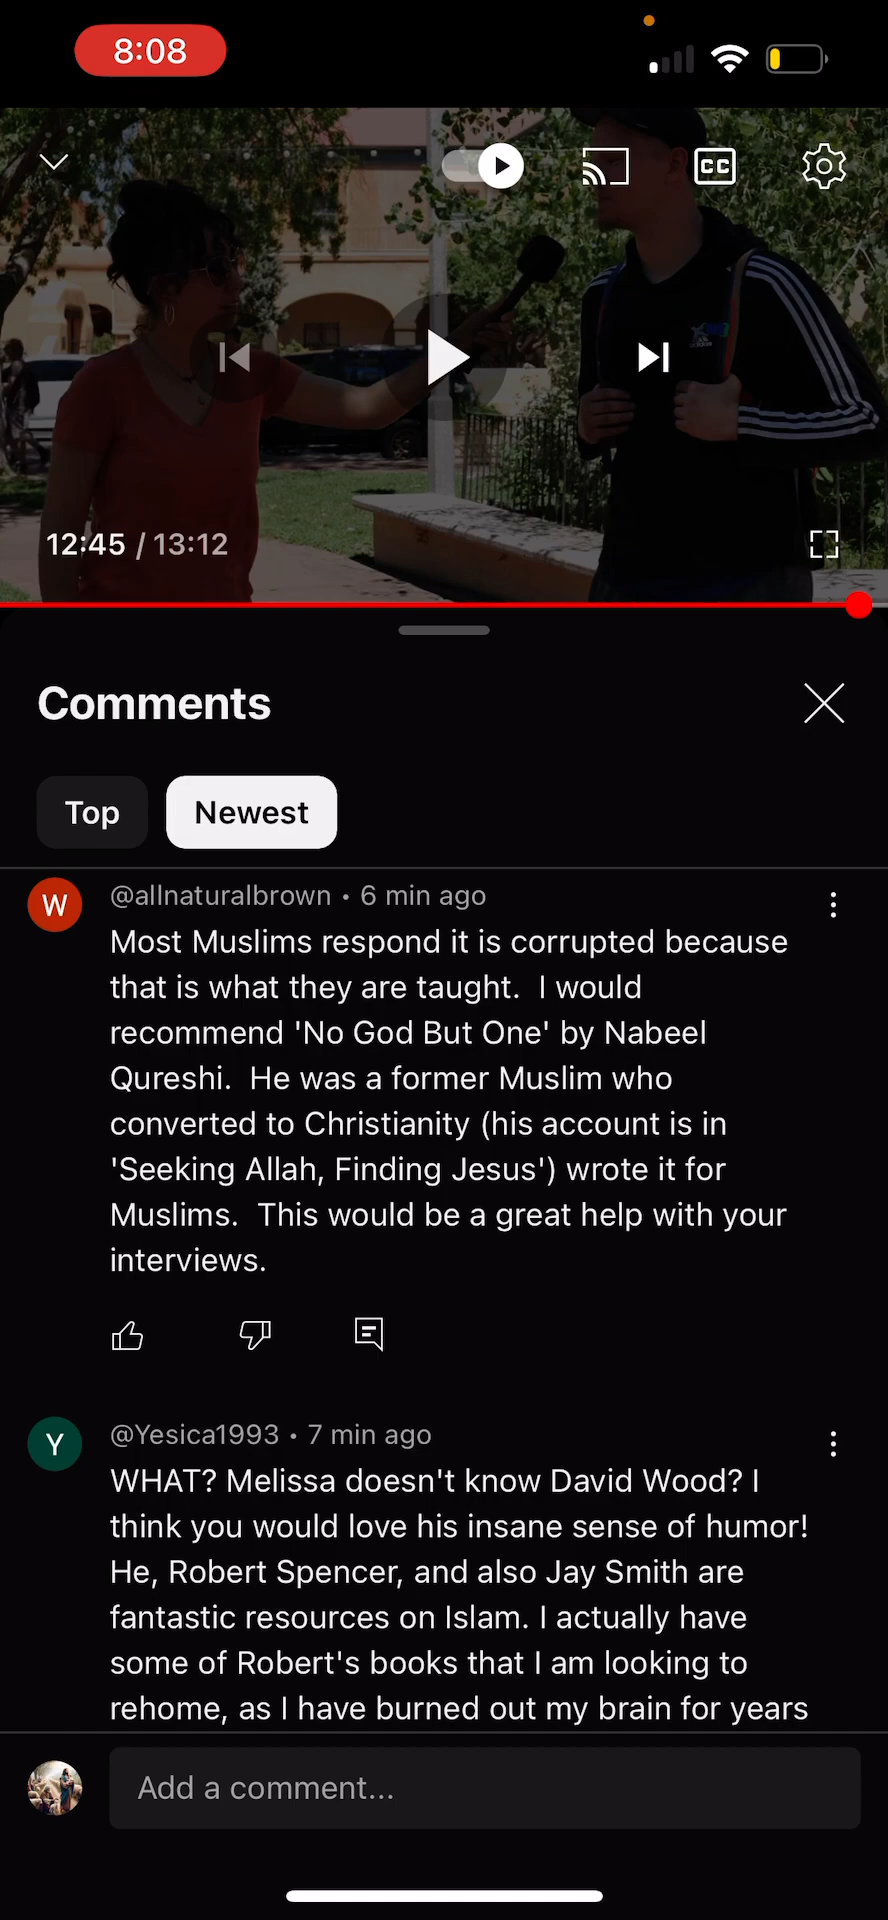 8:08
CC
12:45 / 13:12
Comments
Top
Newest
W
@allnaturalbrown • 6 min ago
Most Muslims respond it is corrupted because
that is what they are taught.  I would
recommend 'No God But One' by Nabeel
Qureshi.  He was a former Muslim who
converted to Christianity (his account is in
'Seeking Allah, Finding Jesus') wrote it for
Muslims.  This would be a great help with your
interviews.
Y
@Yesica1993 • 7 min ago
WHAT? Melissa doesn't know David Wood? I
think you would love his insane sense of humor!
He, Robert Spencer, and also Jay Smith are
fantastic resources on Islam. I actually have
some of Robert's books that I am looking to
rehome, as I have burned out my brain for years
Add a comment...